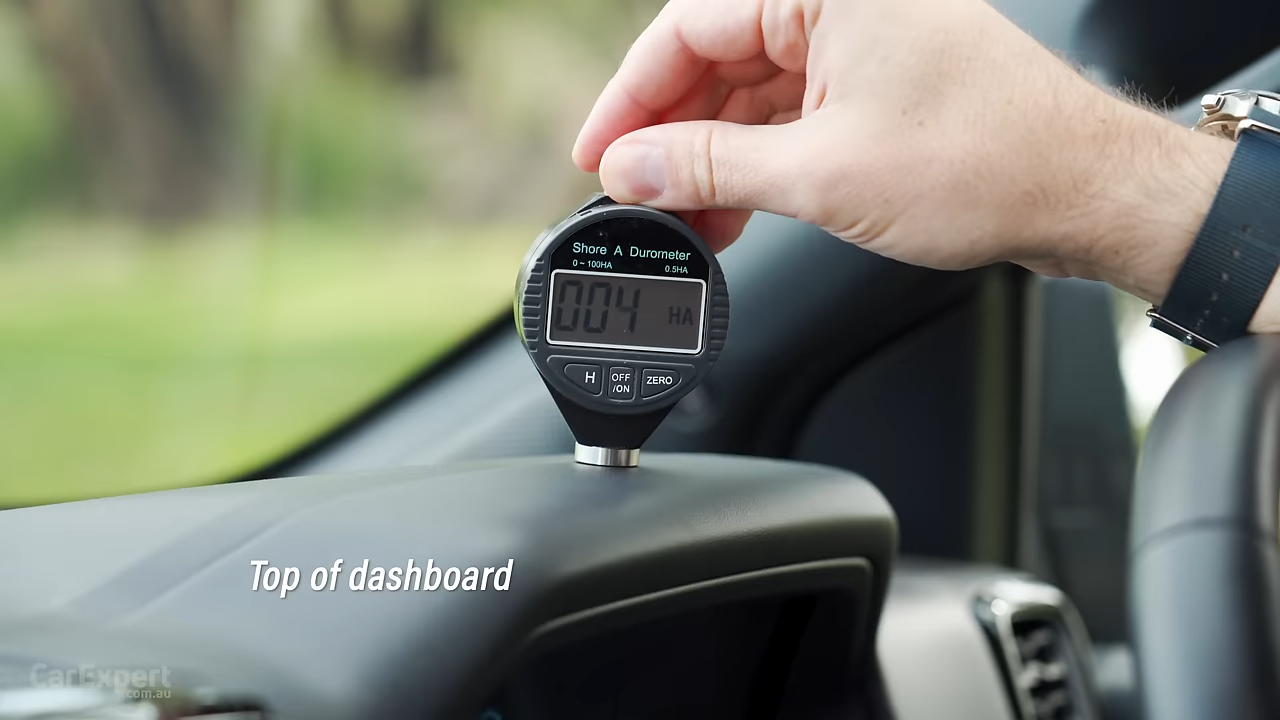 Shore A Durometer
0 ~ 100HA 0.5HA
004 HA
H OFF /ON ZERO
Top of dashboard
CarExpert
.com.au